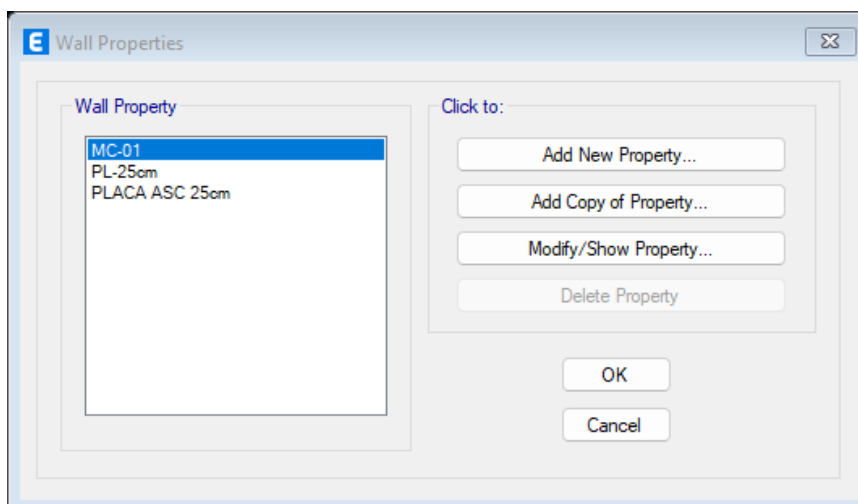 E Wall Properties
Wall Property
MC-01
PL-25cm
PLACA ASC 25cm
Click to:
Add New Property...
Add Copy of Property...
Modify/Show Property...
Delete Property
OK
Cancel